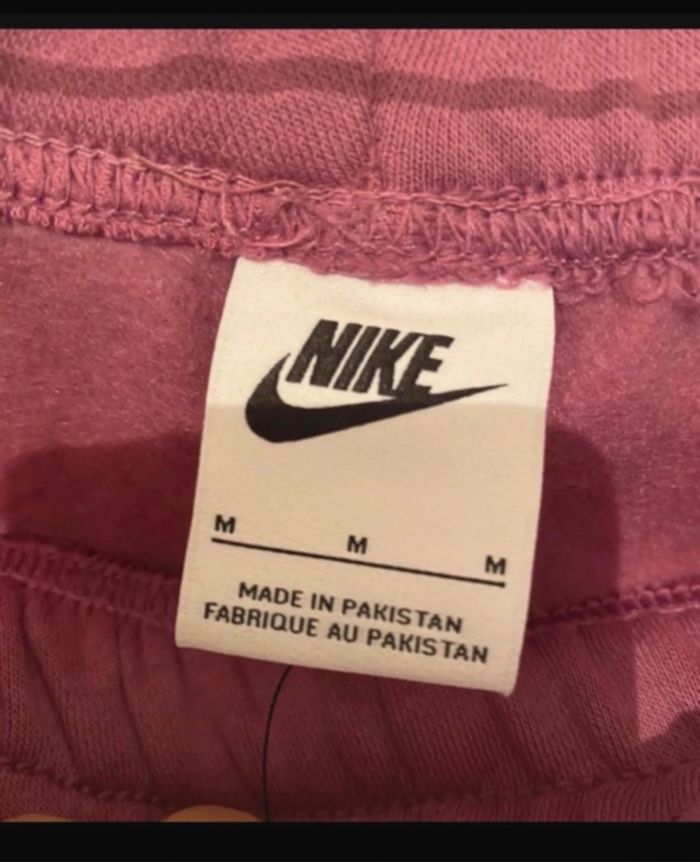 NIKE
M M M
MADE IN PAKISTAN
FABRIQUE AU PAKISTAN